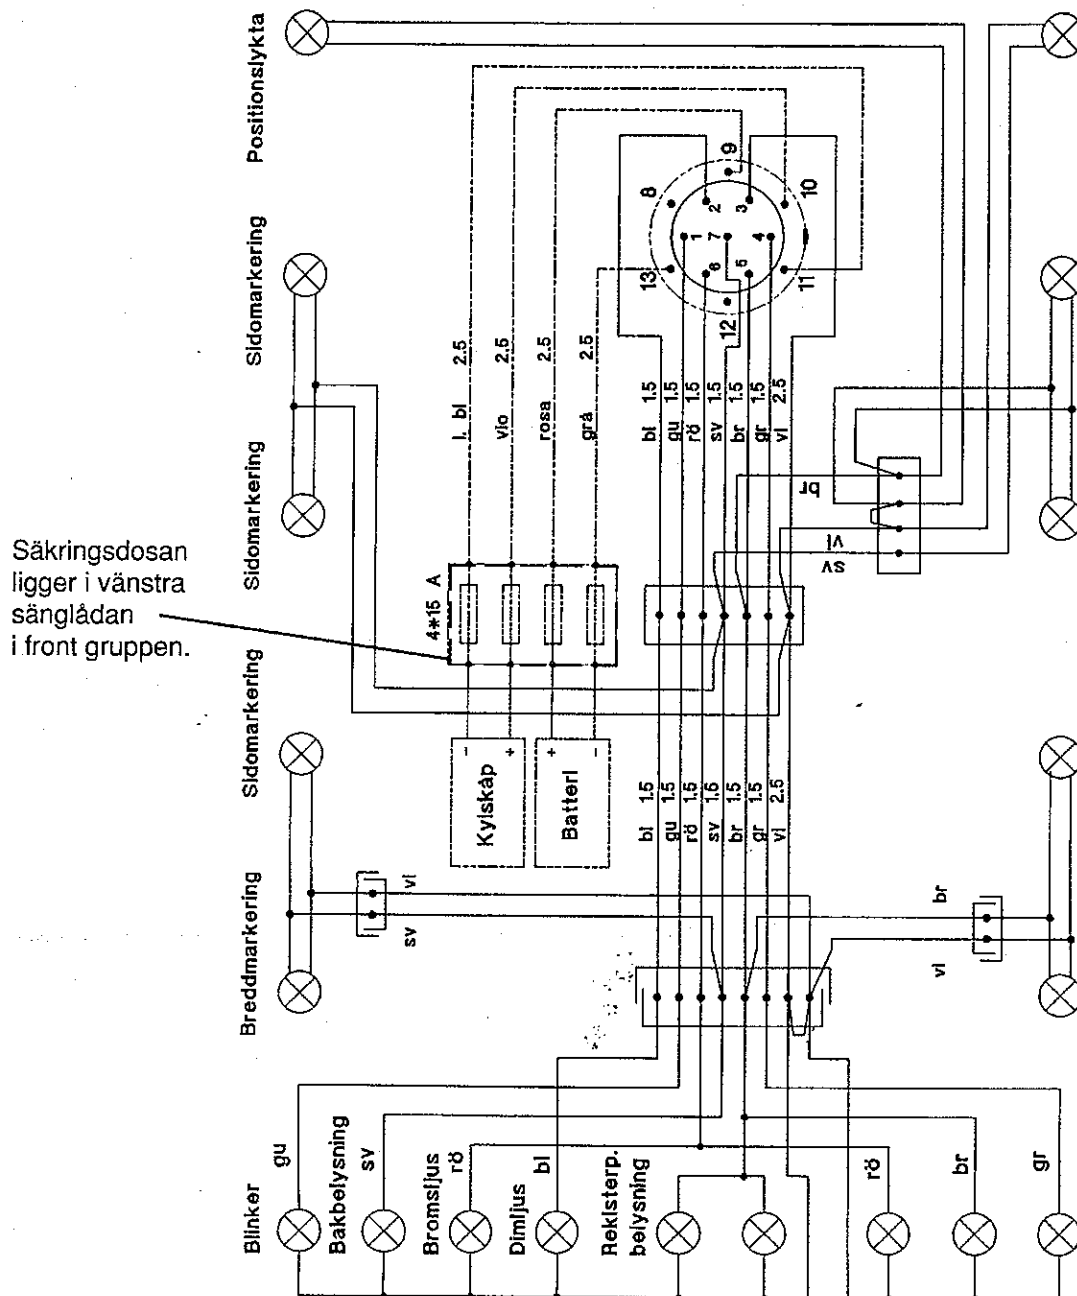 Positionslykta
Sidomarkering
Sidomarkering
Sidomarkering
Sidomarkering
Breddmarkering
Säkringsdosan
ligger i vänstra
sänglådan
i front gruppen.
4*15 A
l. bl 2.5
vio 2.5
rosa 2.5
grå 2.5
8
9
10
11
12
13
1
2
3
4
5
6
7
bl 1.5
gu 1.5
rö 1.5
sv 1.5
br 1.5
gr 1.5
vi 2.5
br
vi
sv
Kylskåp
- +
Batteri
+ -
bl 1.5
gu 1.5
rö 1.5
sv 1.5
br 1.5
gr 1.5
vi 2.5
vi
sv
br
vi
Blinker
gu
Bakbelysning
sv
Bromsljus
rö
Dimljus
bl
Rekisterp.
belysning
rö
br
gr